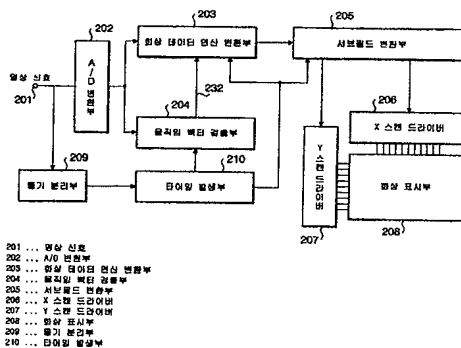 203
205
202
화상 데이터 연산 변환부
서브필드 변환부
A/D 변환부
영상 신호
201
232
204
206
X 스캔 드라이버
움직임 벡터 검출부
209
210
Y 스캔 드라이버
화상 표시부
동기 분리부
타이밍 발생부
207
208
201 ... 영상 신호
202 ... A/D 변환부
203 ... 화상 데이터 연산 변환부
204 ... 움직임 벡터 검출부
205 ... 서브필드 변환부
206 ... X 스캔 드라이버
207 ... Y 스캔 드라이버
208 ... 화상 표시부
209 ... 동기 분리부
210 ... 타이밍 발생부